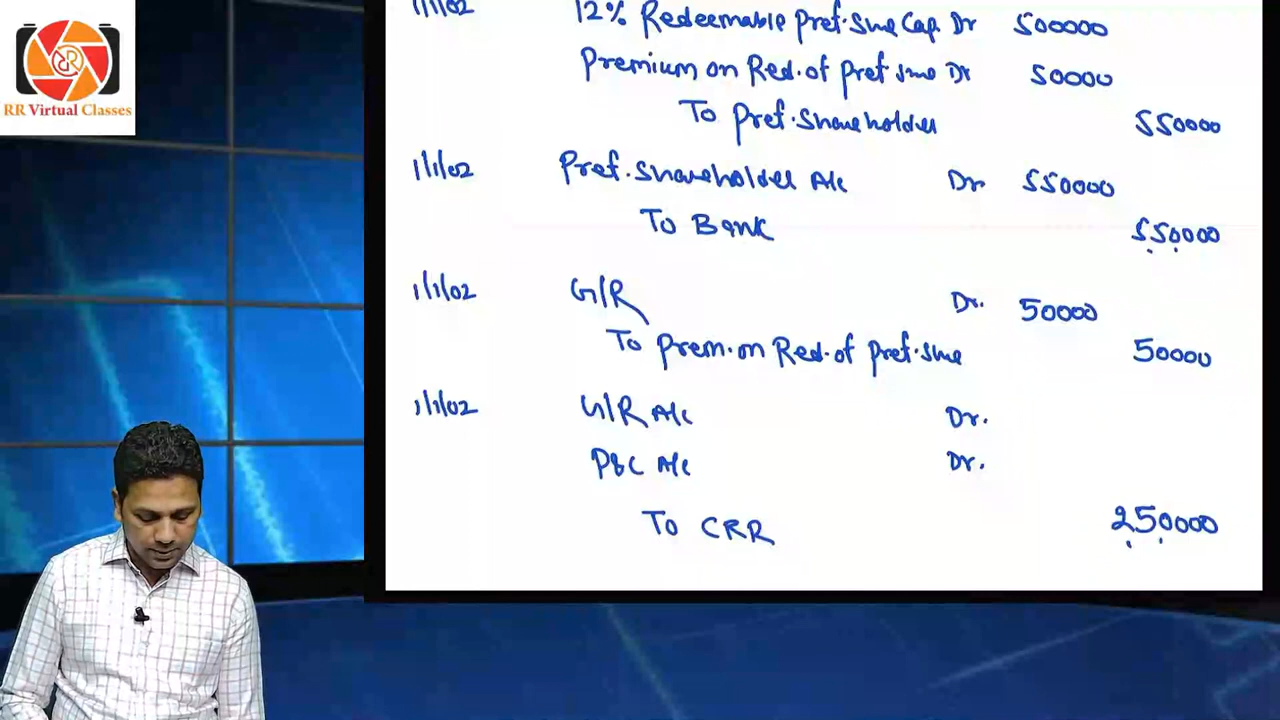 RR Virtual Classes
1/1/02 12% Redeemable Pref. Share Cap. Dr 500000
Premium on Red. of Pref Share Dr 50000
To Pref. Shareholder 550000
1/1/02 Pref. Shareholder A/c Dr. 550000
To Bank 550000
1/1/02 G/R Dr. 50000
To Prem. on Red. of Pref. Share 50000
1/1/02 G/R A/c Dr.
P&L A/c Dr.
To CRR 250000